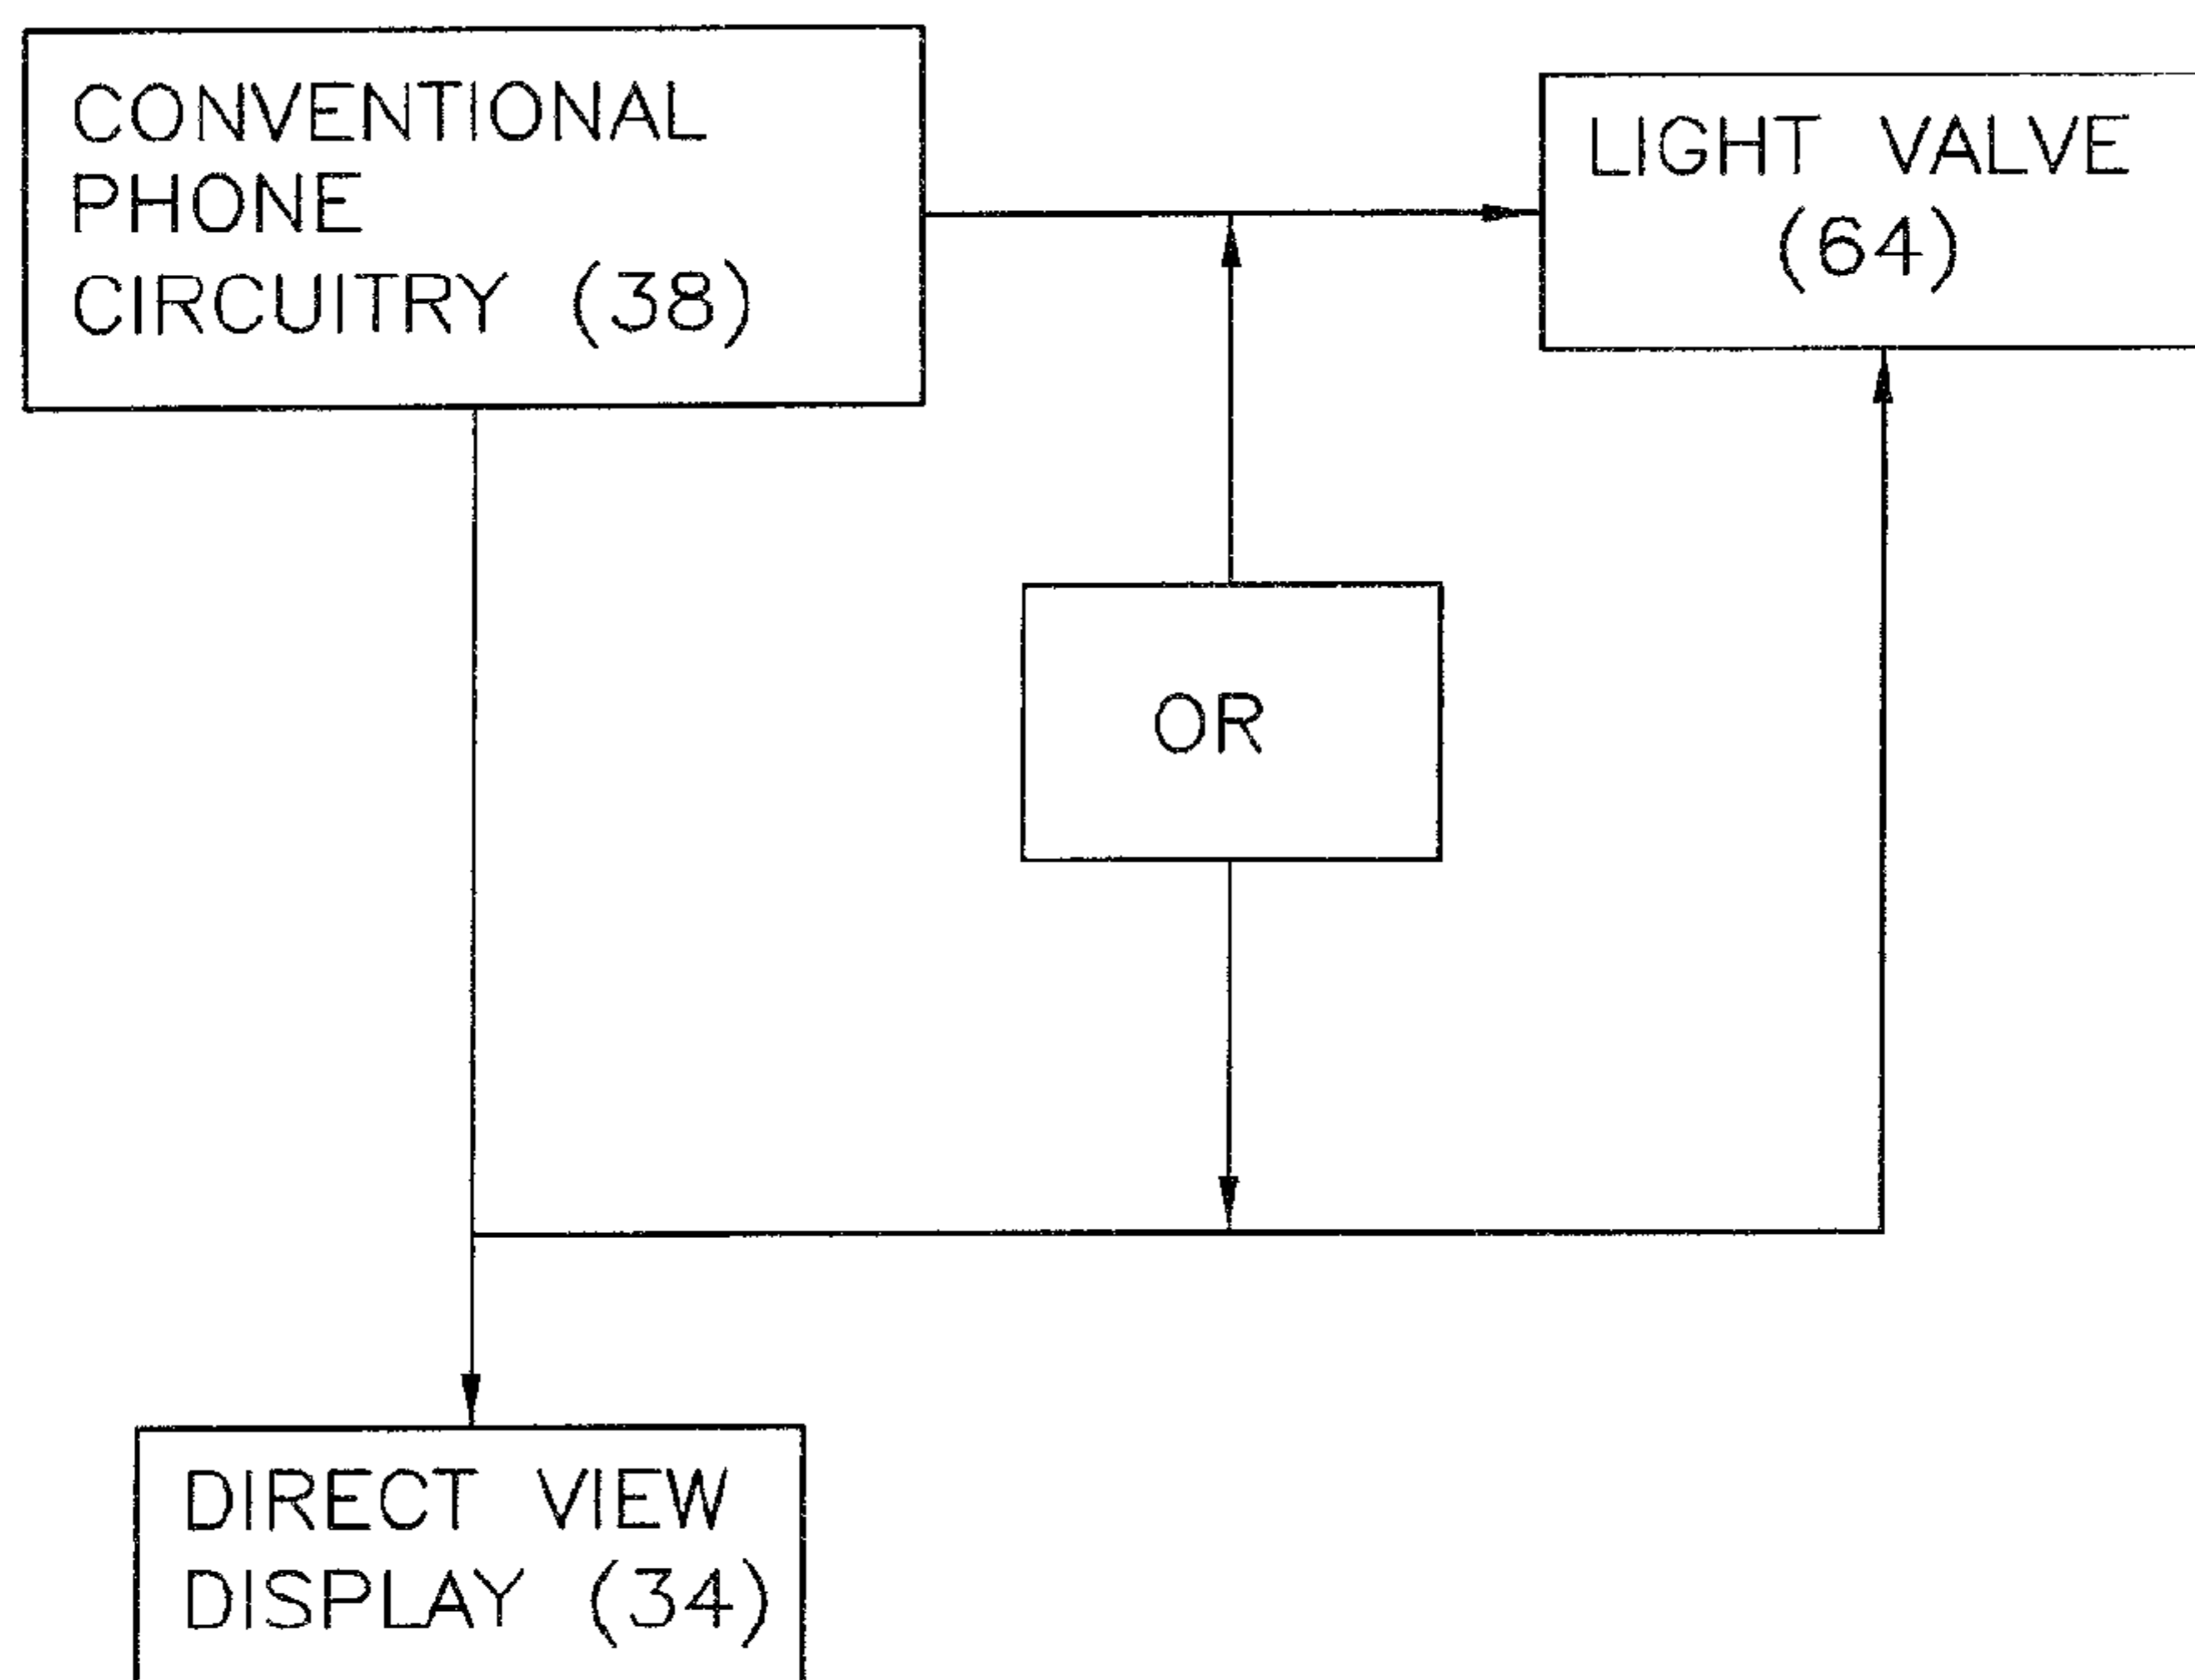 CONVENTIONAL
PHONE
CIRCUITRY (38)
LIGHT VALVE
(64)
OR
DIRECT VIEW
DISPLAY (34)